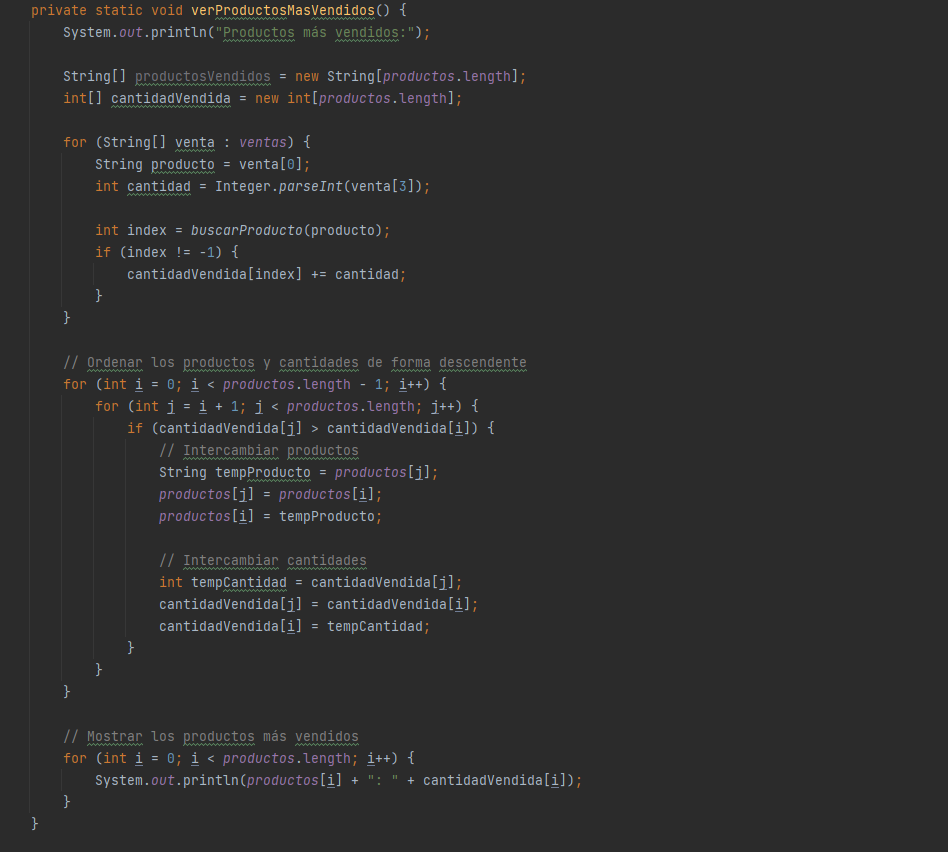 private static void verProductosMasVendidos() {
System.out.println("Productos más vendidos:");
String[] productosVendidos = new String[productos.length];
int[] cantidadVendida = new int[productos.length];
for (String[] venta : ventas) {
String producto = venta[0];
int cantidad = Integer.parseInt(venta[3]);
int index = buscarProducto(producto);
if (index != -1) {
cantidadVendida[index] += cantidad;
}
}
// Ordenar los productos y cantidades de forma descendente
for (int i = 0; i < productos.length - 1; i++) {
for (int j = i + 1; j < productos.length; j++) {
if (cantidadVendida[j] > cantidadVendida[i]) {
// Intercambiar productos
String tempProducto = productos[j];
productos[j] = productos[i];
productos[i] = tempProducto;
// Intercambiar cantidades
int tempCantidad = cantidadVendida[j];
cantidadVendida[j] = cantidadVendida[i];
cantidadVendida[i] = tempCantidad;
}
}
}
// Mostrar los productos más vendidos
for (int i = 0; i < productos.length; i++) {
System.out.println(productos[i] + ": " + cantidadVendida[i]);
}
}